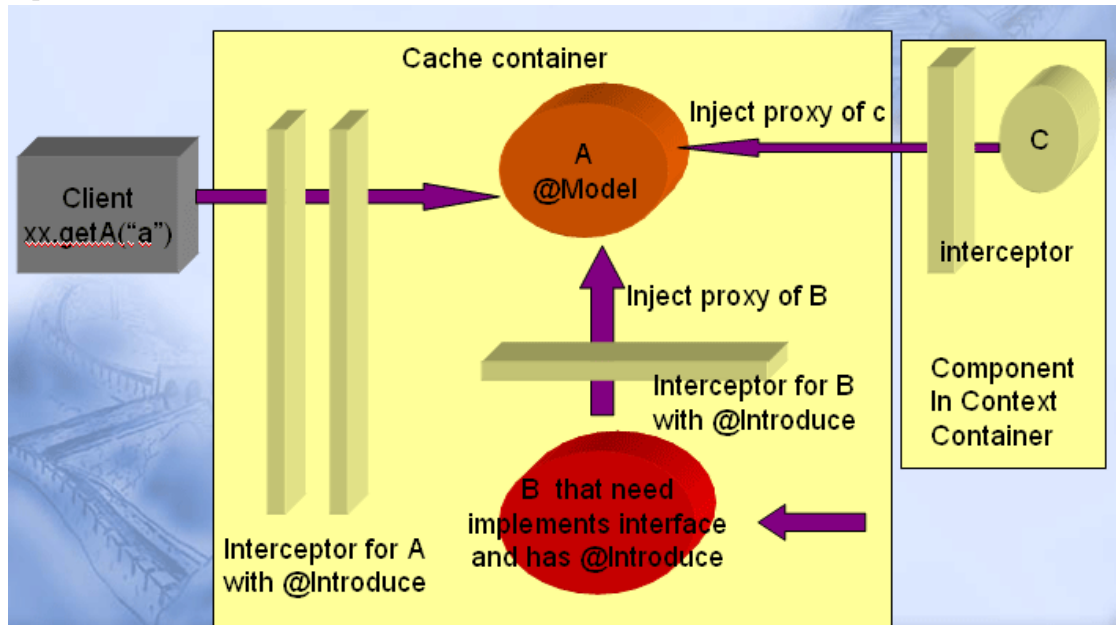 Cache container
Client
xx.getA("a")
A
@Model
Inject proxy of c
C
interceptor
Inject proxy of B
Interceptor for B
with @Introduce
Component
In Context
Container
B that need
implements interface
and has @Introduce
Interceptor for A
with @Introduce